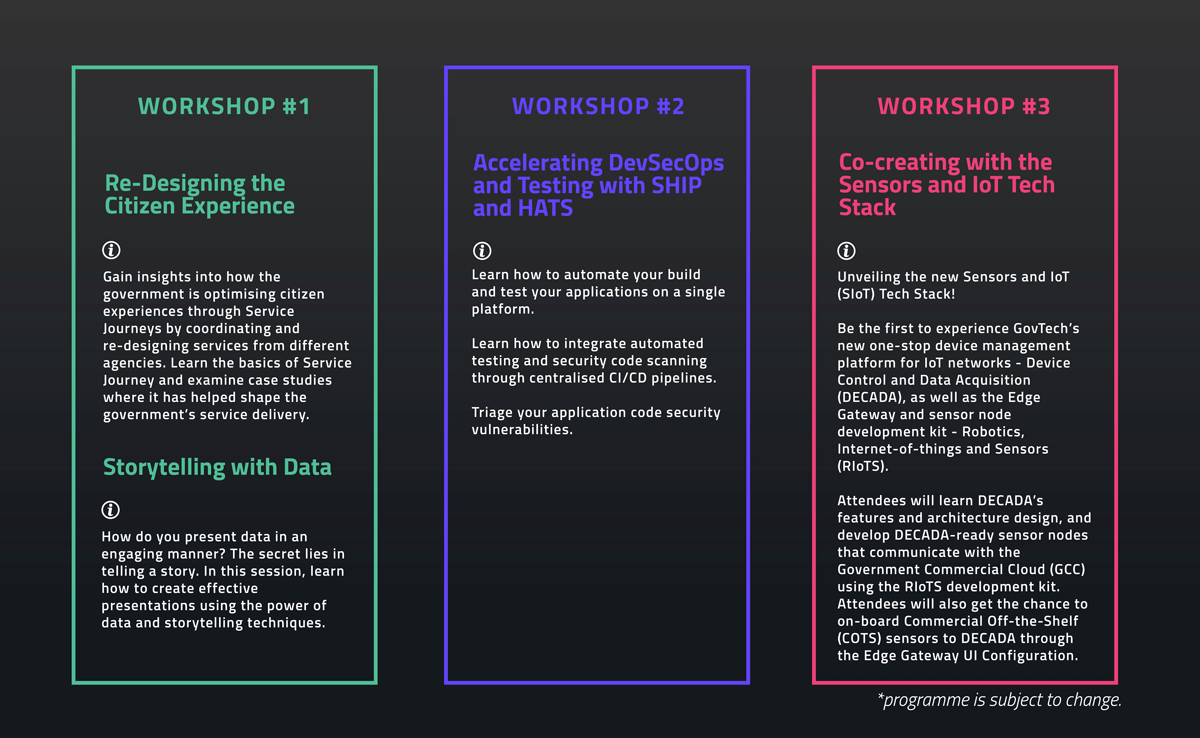 WORKSHOP #1
Re-Designing the
Citizen Experience
Gain insights into how the
government is optimising citizen
experiences through Service
Journeys by coordinating and
re-designing services from different
agencies. Learn the basics of Service
Journey and examine case studies
where it has helped shape the
government's service delivery.
Storytelling with Data
How do you present data in an
engaging manner? The secret lies in
telling a story. In this session, learn
how to create effective
presentations using the power of
data and storytelling techniques.
WORKSHOP #2
Accelerating DevSecOps
and Testing with SHIP
and HATS
Learn how to automate your build
and test your applications on a single
platform.
Learn how to integrate automated
testing and security code scanning
through centralised CI/CD pipelines.
Triage your application code security
vulnerabilities.
WORKSHOP #3
Co-creating with the
Sensors and IoT Tech
Stack
Unveiling the new Sensors and IoT
(SIoT) Tech Stack!
Be the first to experience GovTech's
new one-stop device management
platform for IoT networks - Device
Control and Data Acquisition
(DECADA), as well as the Edge
Gateway and sensor node
development kit - Robotics,
Internet-of-things and Sensors
(RIoTS).
Attendees will learn DECADA's
features and architecture design, and
develop DECADA-ready sensor nodes
that communicate with the
Government Commercial Cloud (GCC)
using the RIoTS development kit.
Attendees will also get the chance to
on-board Commercial Off-the-Shelf
(COTS) sensors to DECADA through
the Edge Gateway UI Configuration.
*programme is subject to change.